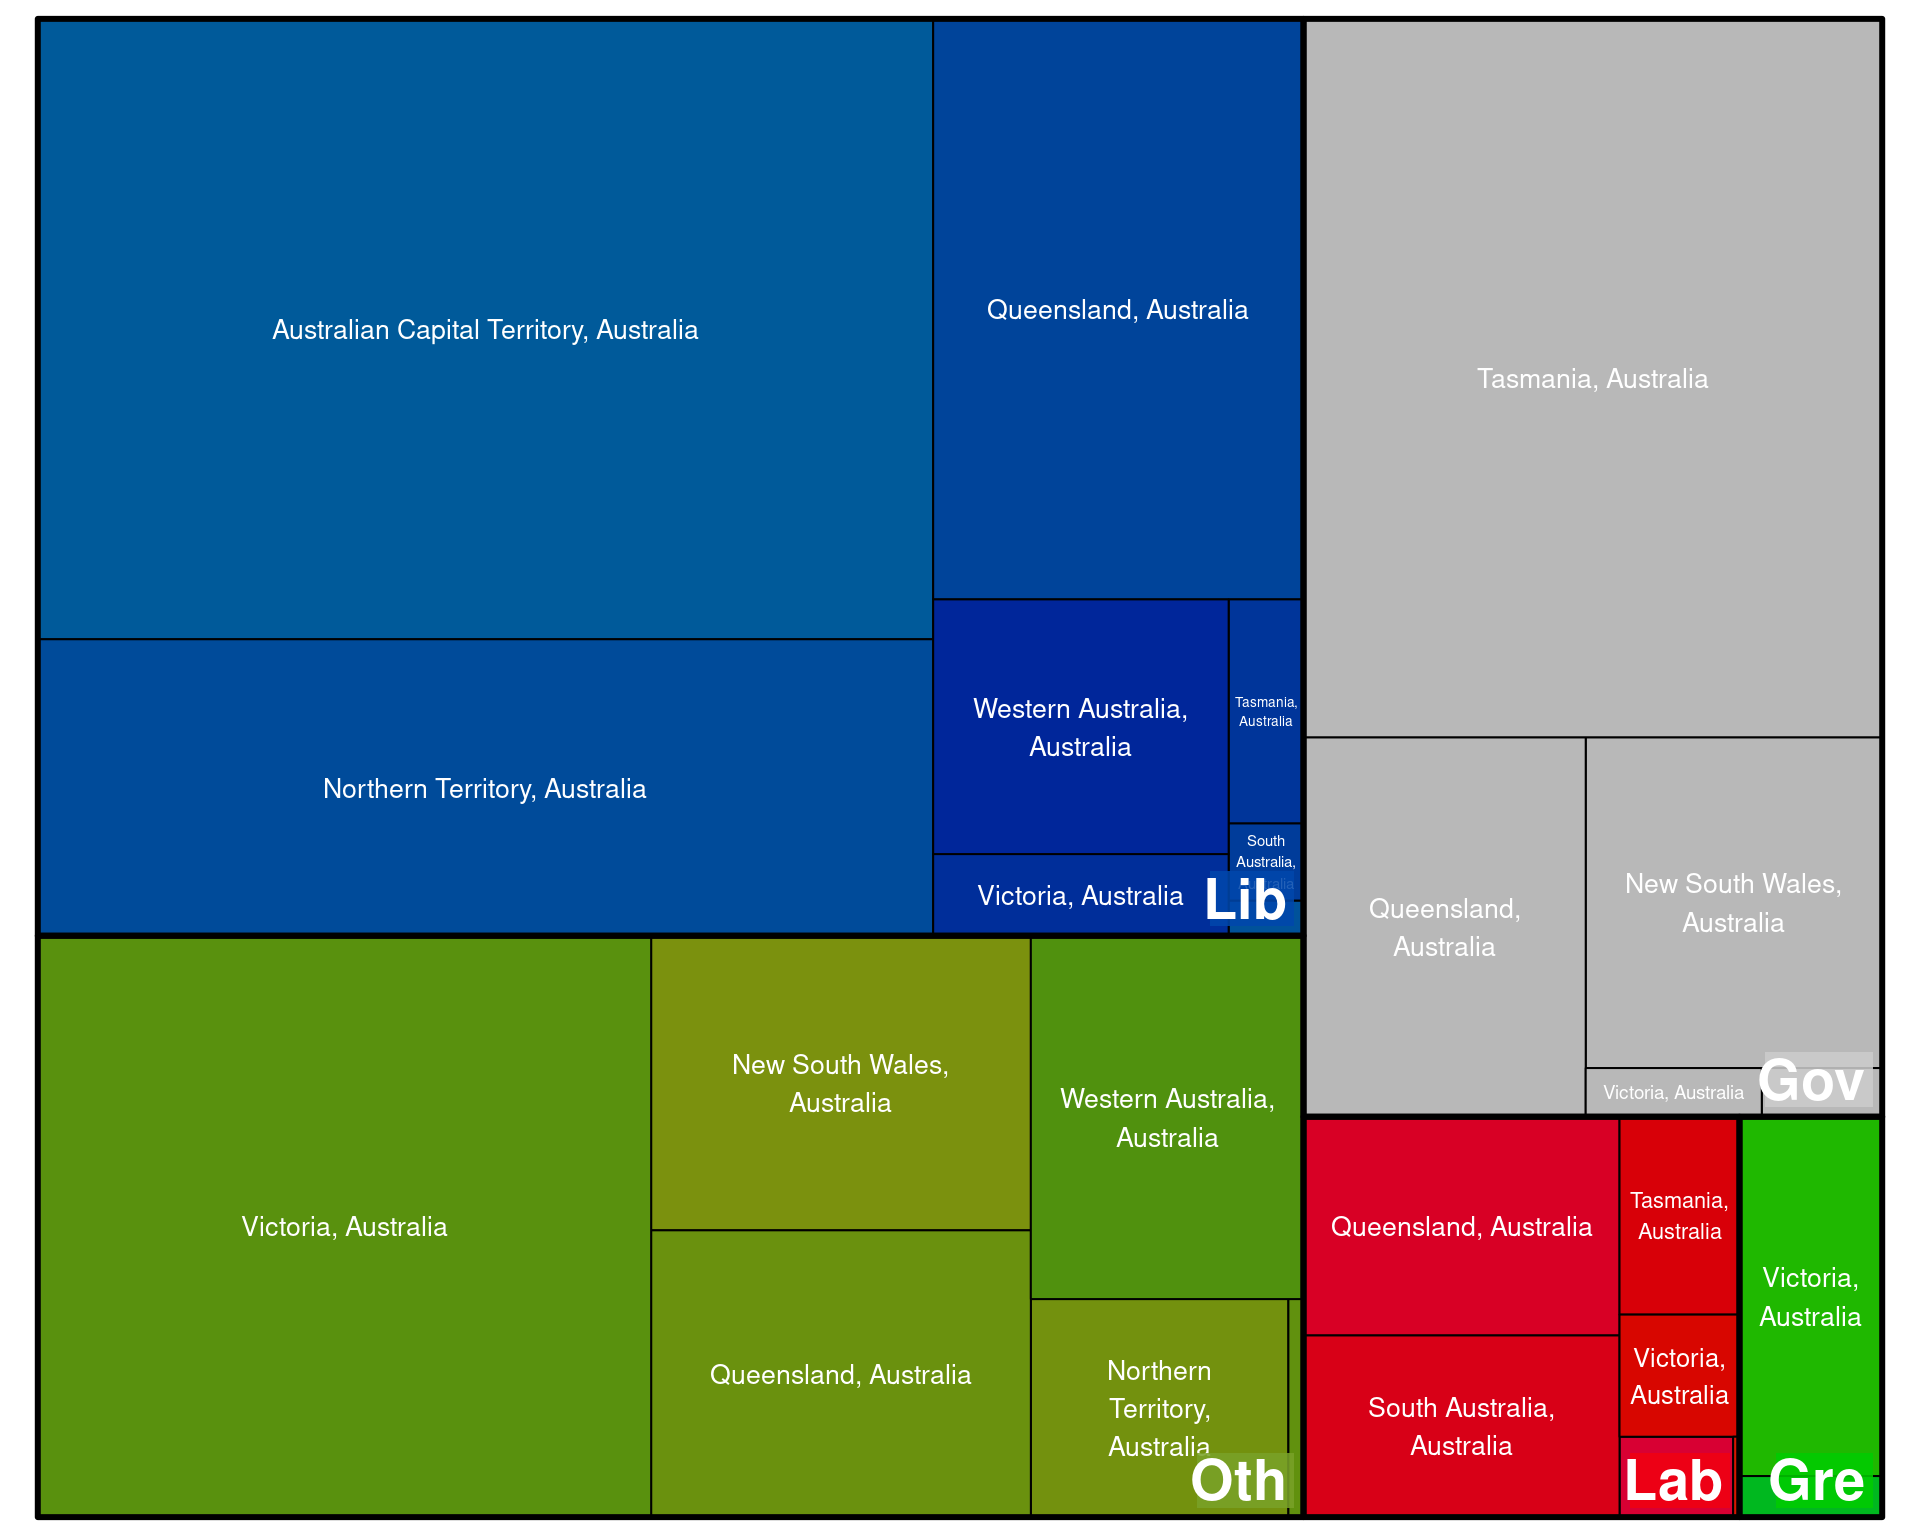 Australian Capital Territory, Australia
Northern Territory, Australia
Queensland, Australia
Western Australia,
Australia
Tasmania,
Australia
South
Australia,
Australia
Victoria, Australia
Lib
Tasmania, Australia
Queensland,
Australia
New South Wales,
Australia
Victoria, Australia
Gov
Victoria, Australia
New South Wales,
Australia
Queensland, Australia
Western Australia,
Australia
Northern
Territory,
Australia
Oth
Queensland, Australia
South Australia,
Australia
Tasmania,
Australia
Victoria,
Australia
Lab
Victoria,
Australia
Gre